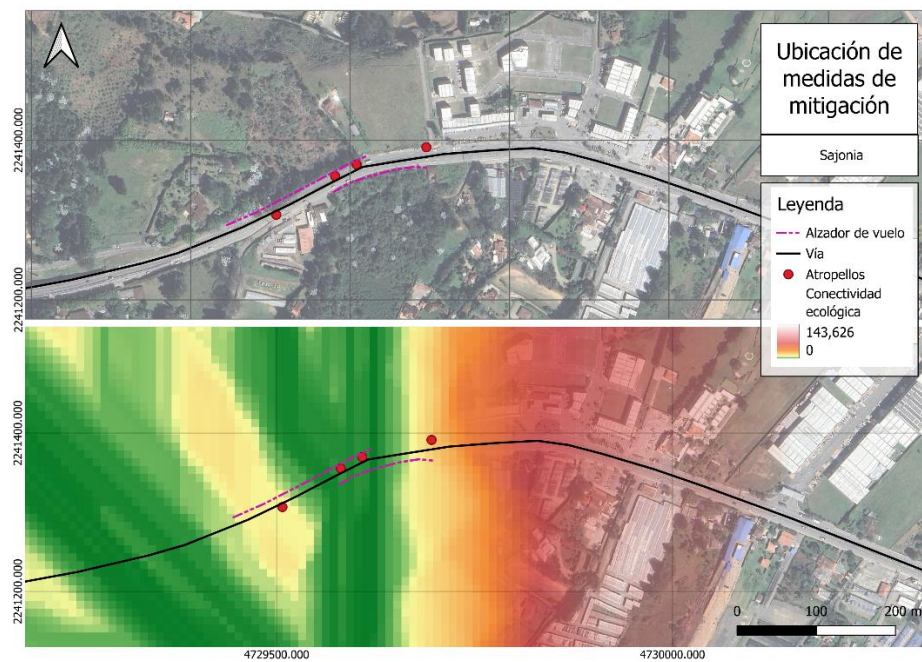 Ubicación de
medidas de
mitigación
Sajonia
Leyenda
Alzador de vuelo
Vía
Atropellos
Conectividad
ecológica
143,626
0
2241400.000
2241200.000
2241400.000
2241200.000
0 100 200 m
4729500.000 4730000.000